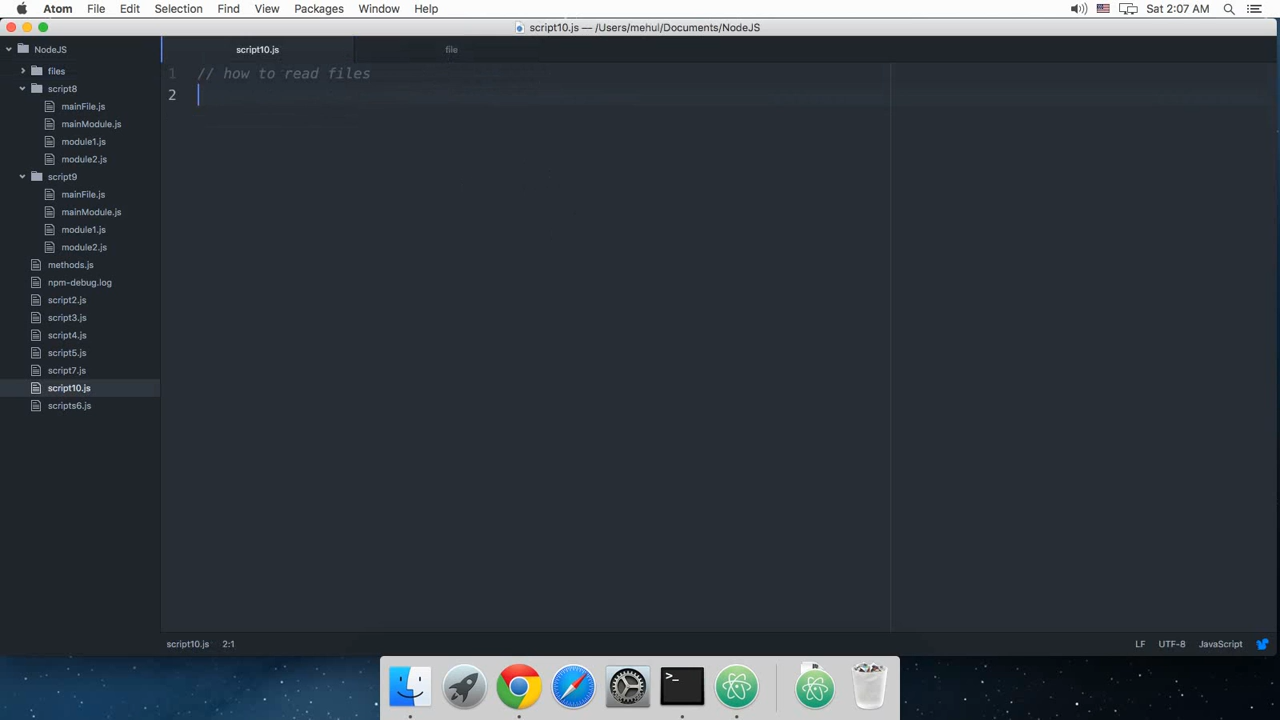 Atom File Edit Selection Find View Packages Window Help Sat 2:07 AM
script10.js — /Users/mehul/Documents/NodeJS
NodeJS
files
script8
mainFile.js
mainModule.js
module1.js
module2.js
script9
mainFile.js
mainModule.js
module1.js
module2.js
methods.js
npm-debug.log
script2.js
script3.js
script4.js
script5.js
script7.js
script10.js
scripts6.js
script10.js file
1 // how to read files
2
script10.js 2:1 LF UTF-8 JavaScript
>_